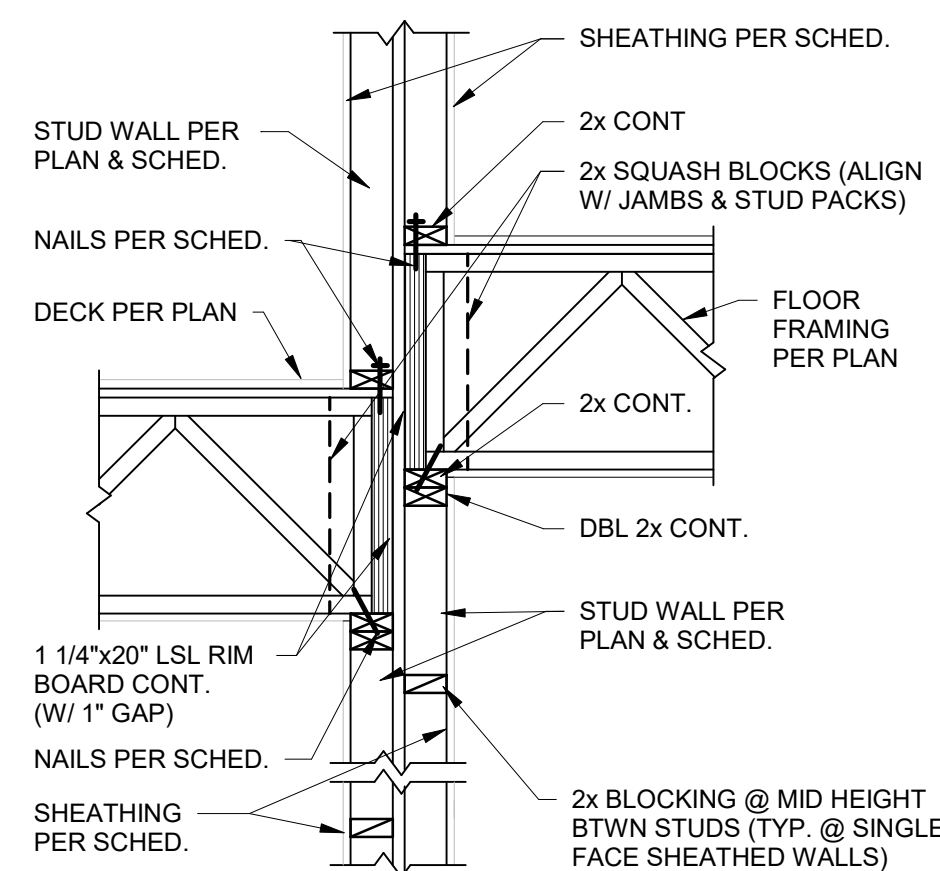 SHEATHING PER SCHED.
STUD WALL PER
PLAN & SCHED.
2x CONT
2x SQUASH BLOCKS (ALIGN
W/ JAMBS & STUD PACKS)
NAILS PER SCHED.
DECK PER PLAN
FLOOR
FRAMING
PER PLAN
2x CONT.
DBL 2x CONT.
STUD WALL PER
PLAN & SCHED.
1 1/4"x20" LSL RIM
BOARD CONT.
(W/ 1" GAP)
NAILS PER SCHED.
SHEATHING
PER SCHED.
2x BLOCKING @ MID HEIGHT
BTWN STUDS (TYP. @ SINGLE
FACE SHEATHED WALLS)